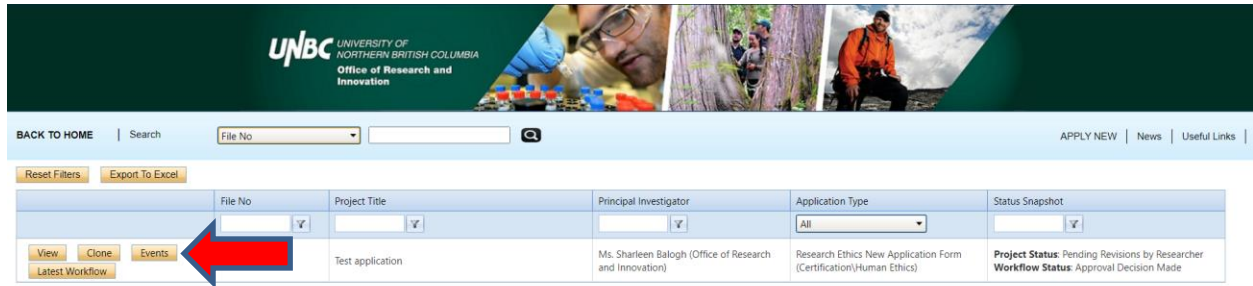 UNBC
UNIVERSITY OF
NORTHERN BRITISH COLUMBIA
Office of Research and
Innovation
BACK TO HOME | Search File No APPLY NEW | News | Useful Links |
Reset Filters Export To Excel
File No Project Title Principal Investigator Application Type Status Snapshot
All
View Clone Events
Latest Workflow
Test application
Ms. Sharleen Balogh (Office of Research
and Innovation)
Research Ethics New Application Form
(Certification\Human Ethics)
Project Status: Pending Revisions by Researcher
Workflow Status: Approval Decision Made